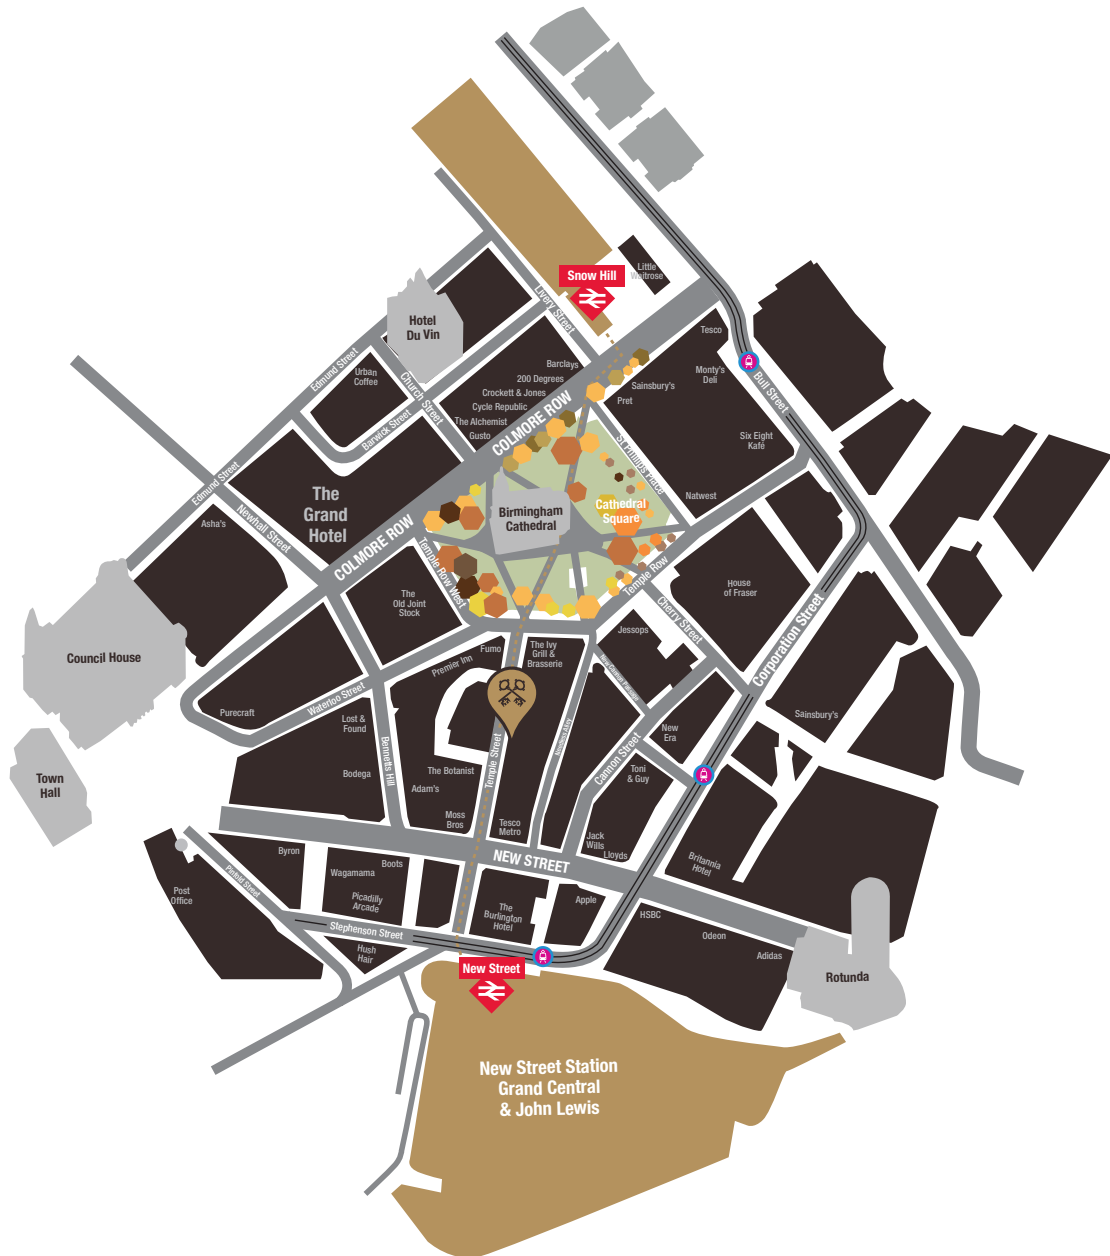 Snow Hill
Little
Waitrose
Livery Street
Hotel
Du Vin
Tesco
Monty's
Deli
Bull Street
Edmund Street
Urban
Coffee
Church Street
Barwick Street
Barclays
200 Degrees
Crockett & Jones
Cycle Republic
The Alchemist
Gusto
COLMORE ROW
Sainsbury's
Pret
Six Eight
Kafé
St Philips Place
Natwest
Edmund Street
Asha's
Newhall Street
The
Grand
Hotel
COLMORE ROW
Birmingham
Cathedral
Cathedral
Square
Temple Row West
Temple Row
The
Old Joint
Stock
House
of Fraser
Cherry Street
Corporation Street
Council House
Purecraft
Waterloo Street
Premier Inn
Fumo
The Ivy
Grill &
Brasserie
Jessops
Lost &
Found
Bennetts Hill
Bodega
The Botanist
Adam's
Moss
Bros
Temple Street
Needless Alley
Tesco
Metro
Cannon Street
New
Era
Toni
& Guy
Sainsbury's
Jack
Wills
Lloyds
Town
Hall
NEW STREET
Britannia
Hotel
Byron
Wagamama
Boots
Picadilly
Arcade
Pinfold Street
Post
Office
Stephenson Street
Hush
Hair
The
Burlington
Hotel
Apple
HSBC
Odeon
Adidas
Rotunda
New Street
New Street Station
Grand Central
& John Lewis